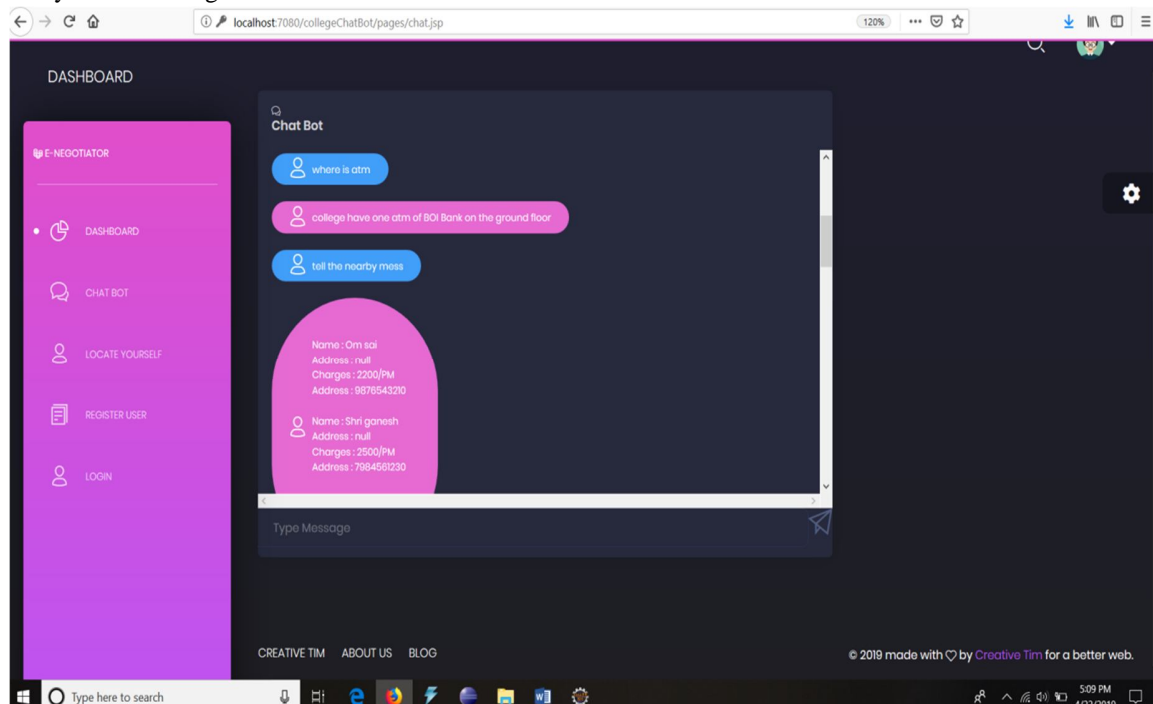 localhost:7080/collegeChatBot/pages/chat.jsp
120%
DASHBOARD
Chat Bot
E-NEGOTIATOR
where is atm
college have one atm of BOI Bank on the ground floor
DASHBOARD
tell the nearby mess
CHAT BOT
Name : Om sai
Address : null
Charges : 2200/PM
Address : 9876543210
LOCATE YOURSELF
Name : Shri ganesh
Address : null
Charges : 2500/PM
Address : 7984561230
REGISTER USER
LOGIN
Type Message
CREATIVE TIM ABOUT US BLOG
© 2019 made with by Creative Tim for a better web.
Type here to search
5:09 PM